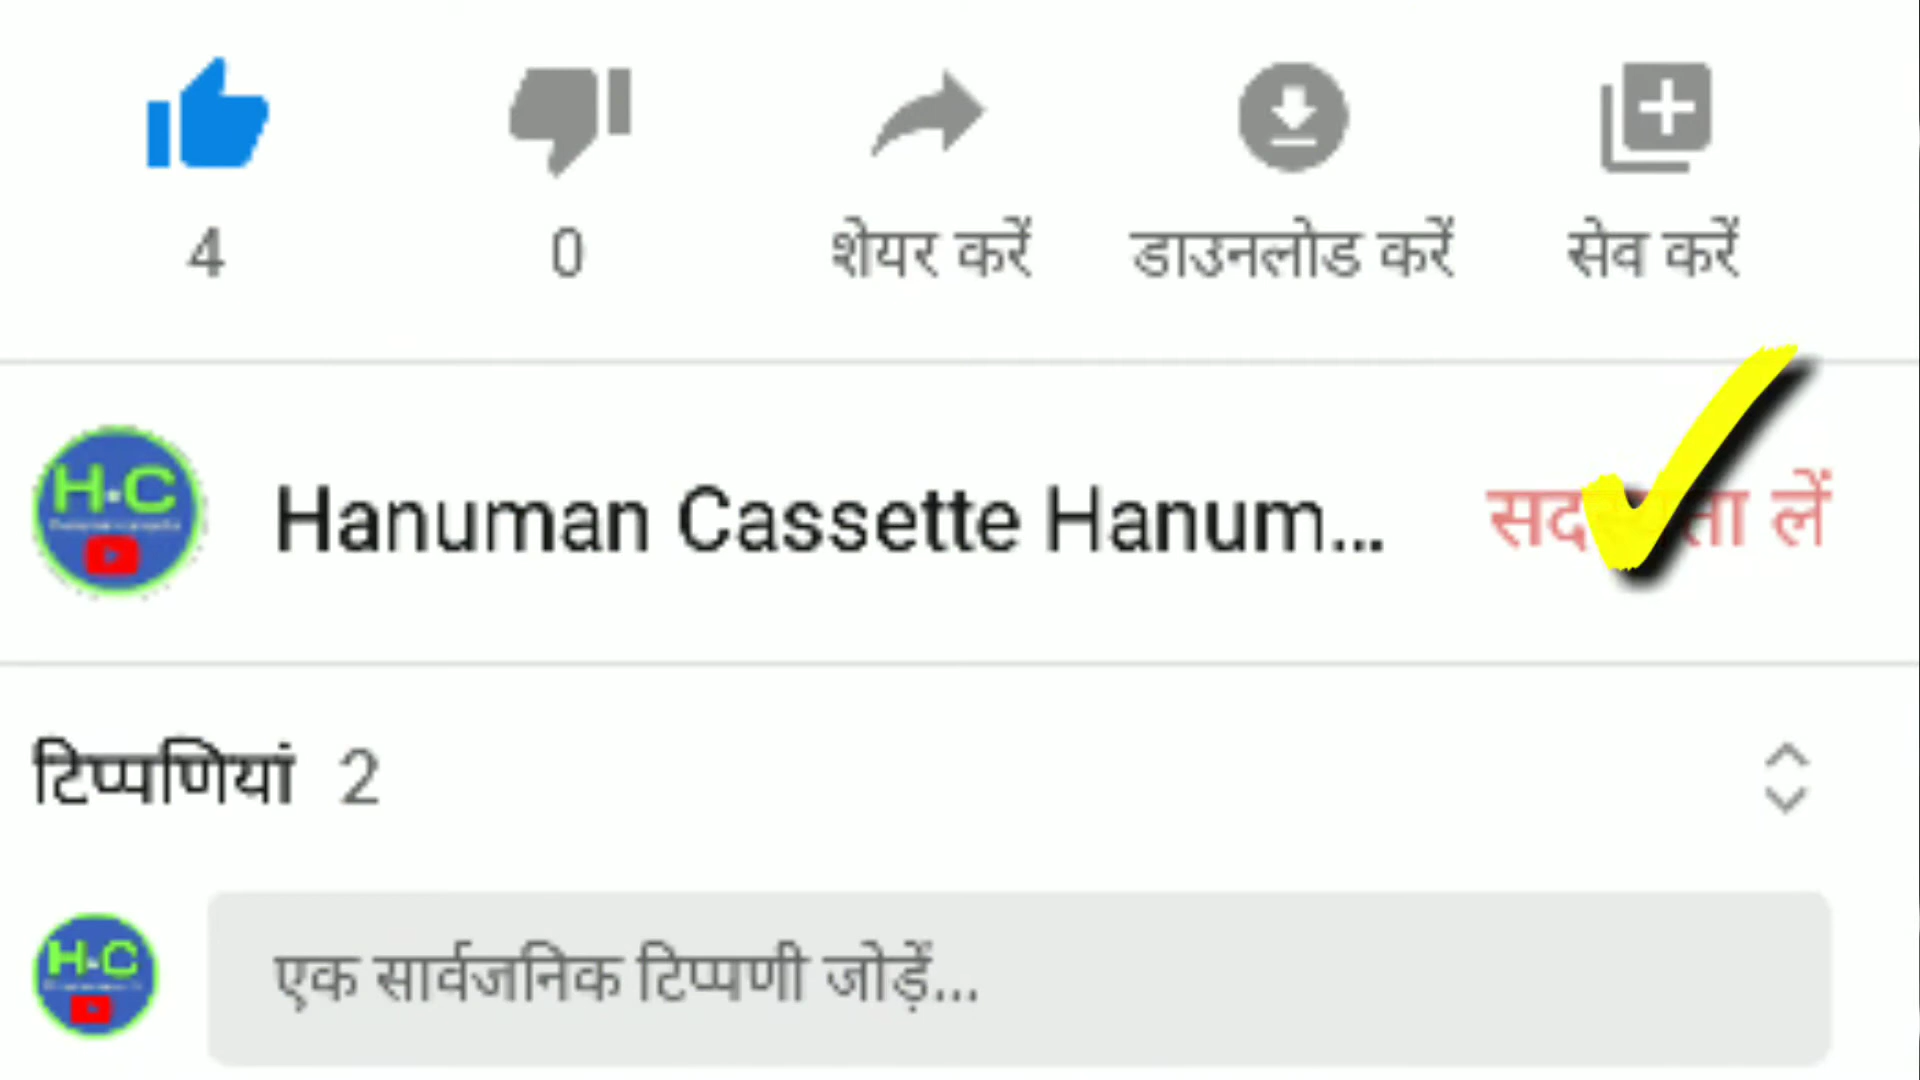 4 0 शेयर करें डाउनलोड करें सेव करें
H.C Hanuman Cassette Hanum... लें
टिप्पणियां 2
H.C एक सार्वजनिक टिप्पणी जोड़ें...